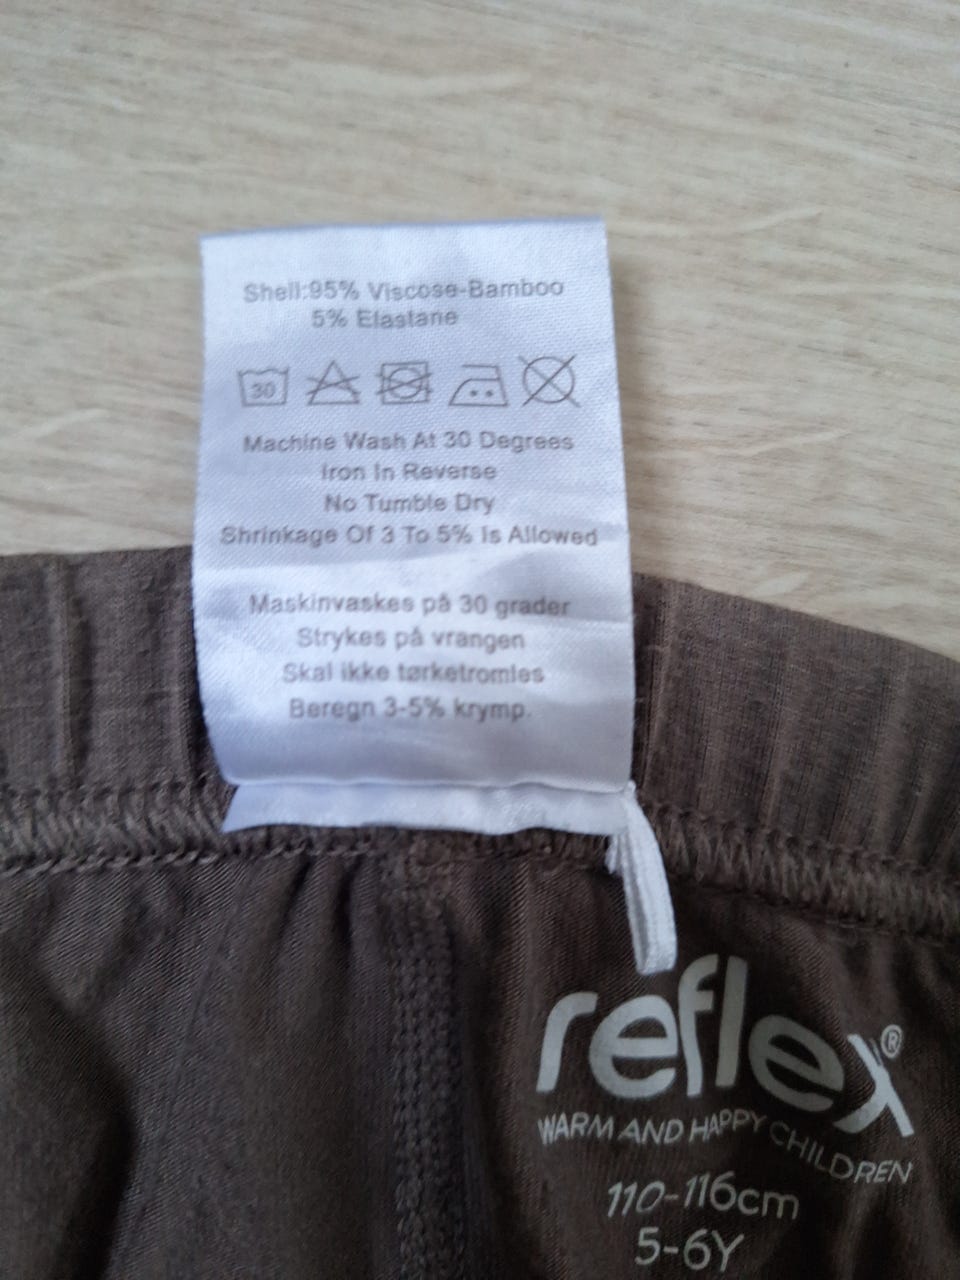 Shell:95% Viscose-Bamboo
5% Elastane
30
Machine Wash At 30 Degrees
Iron In Reverse
No Tumble Dry
Shrinkage Of 3 To 5% Is Allowed
Maskinvaskes på 30 grader
Strykes på vrangen
Skal ikke tørketromles
Beregn 3-5% krymp.
reflex®
WARM AND HAPPY CHILDREN
110-116cm
5-6Y